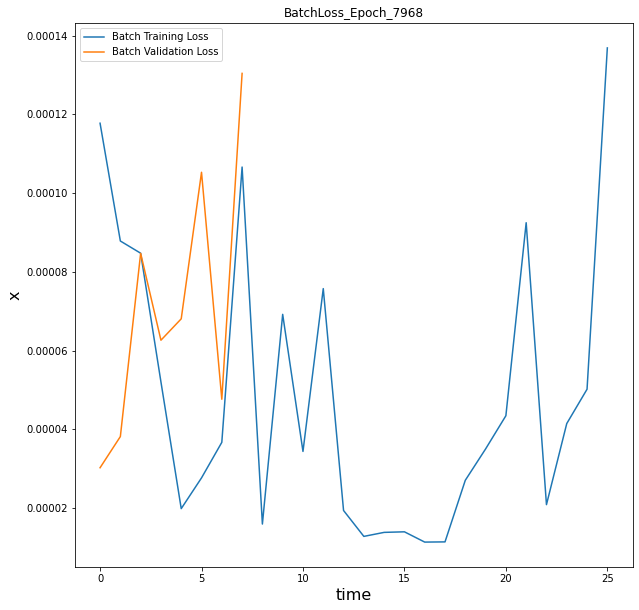 BatchLoss_Epoch_7968
Batch Training Loss
Batch Validation Loss
0.00014
0.00012
0.00010
0.00008
0.00006
0.00004
0.00002
x
0 5 10 15 20 25
time